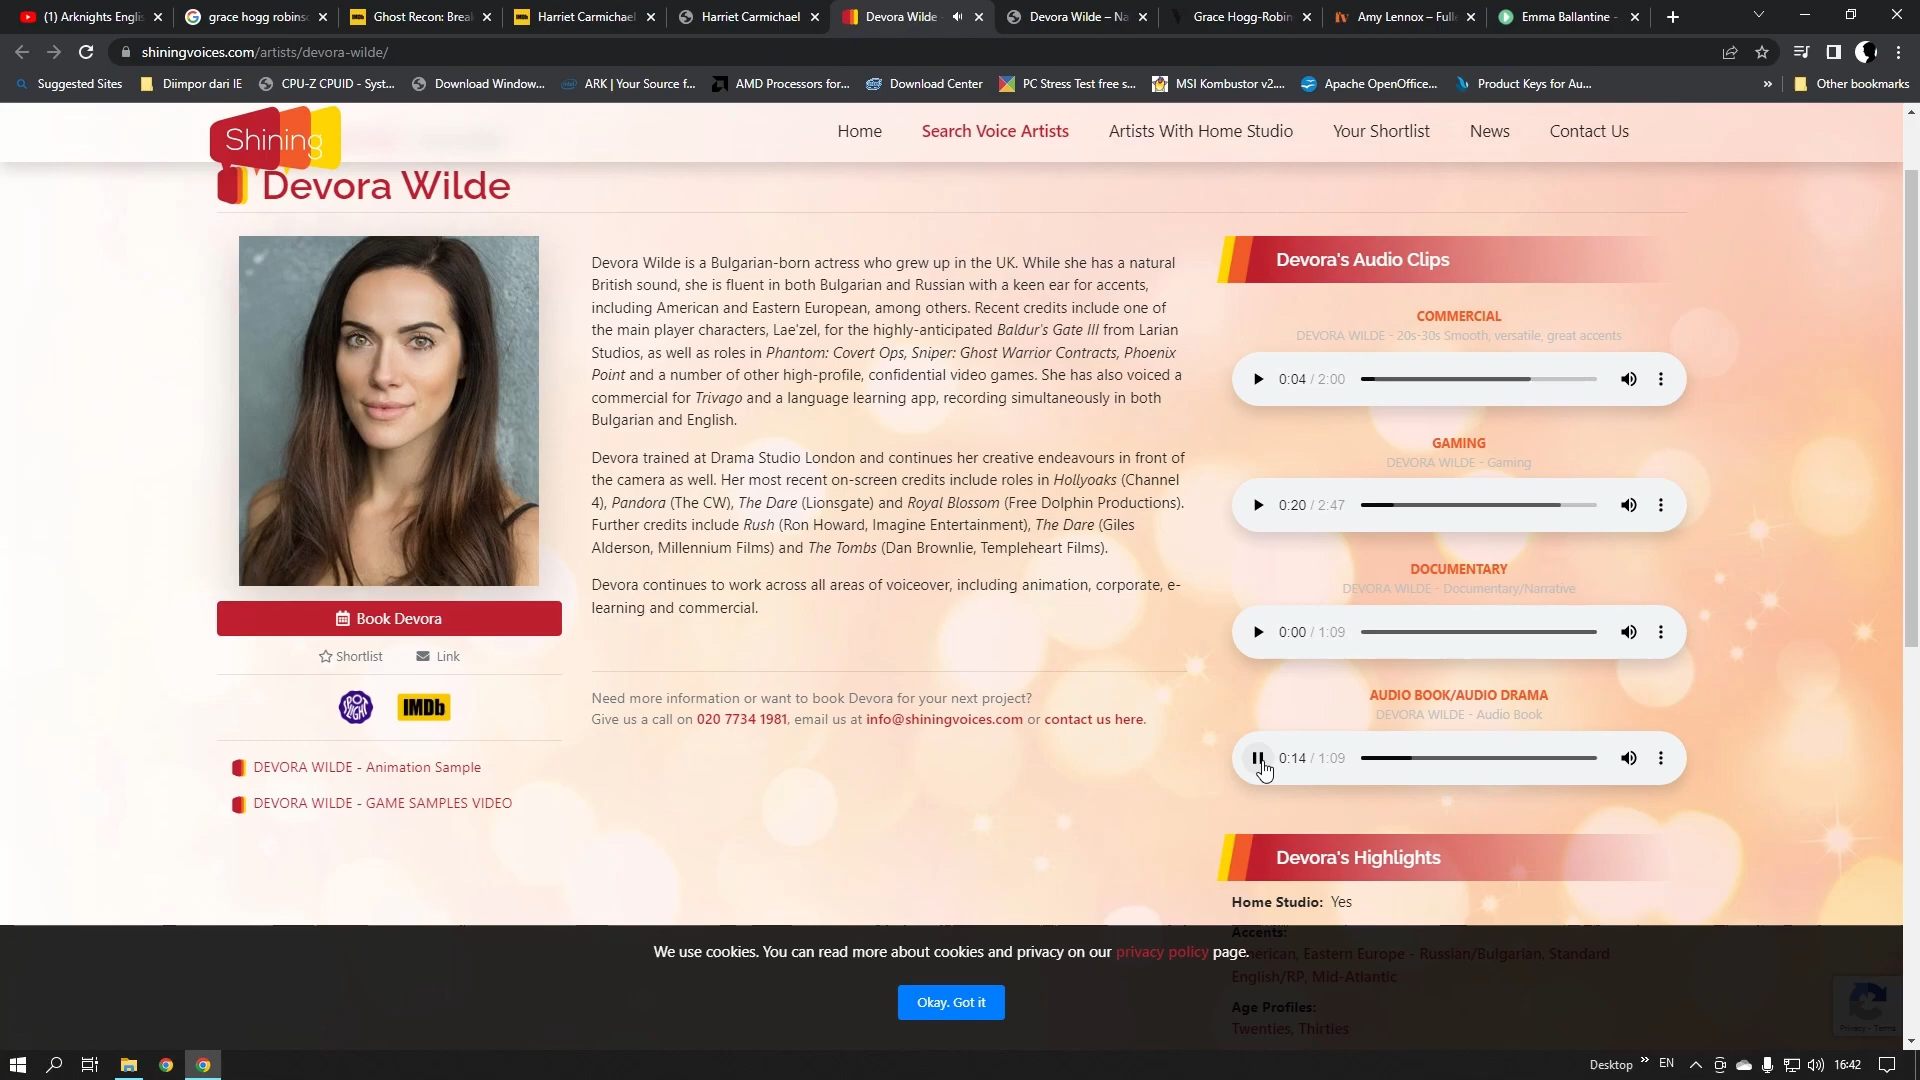 (1) Arknights Engli
grace hogg robinso
Ghost Recon: Brea
Harriet Carmichael
Harriet Carmichael
Devora Wilde -
Devora Wilde – Na
Grace Hogg-Robin
Amy Lennox – Full
Emma Ballantine -
shiningvoices.com/artists/devora-wilde/
Suggested Sites
Diimpor dari IE
CPU-Z CPUID - Syst...
Download Window...
ARK | Your Source f...
AMD Processors for...
Download Center
PC Stress Test free s...
MSI Kombustor v2....
Apache OpenOffice...
Product Keys for Au...
»
Other bookmarks
Shining
Home
Search Voice Artists
Artists With Home Studio
Your Shortlist
News
Contact Us
Devora Wilde
Devora Wilde is a Bulgarian-born actress who grew up in the UK. While she has a natural
British sound, she is fluent in both Bulgarian and Russian with a keen ear for accents,
including American and Eastern European, among others. Recent credits include one of
the main player characters, Lae'zel, for the highly-anticipated Baldur's Gate III from Larian
Studios, as well as roles in Phantom: Covert Ops, Sniper: Ghost Warrior Contracts, Phoenix
Point and a number of other high-profile, confidential video games. She has also voiced a
commercial for Trivago and a language learning app, recording simultaneously in both
Bulgarian and English.
Devora trained at Drama Studio London and continues her creative endeavours in front of
the camera as well. Her most recent on-screen credits include roles in Hollyoaks (Channel
4), Pandora (The CW), The Dare (Lionsgate) and Royal Blossom (Free Dolphin Productions).
Further credits include Rush (Ron Howard, Imagine Entertainment), The Dare (Giles
Alderson, Millennium Films) and The Tombs (Dan Brownlie, Templeheart Films).
Devora continues to work across all areas of voiceover, including animation, corporate, e-
learning and commercial.
Need more information or want to book Devora for your next project?
Give us a call on 020 7734 1981, email us at info@shiningvoices.com or contact us here.
Book Devora
Shortlist
Link
SPOTLIGHT
IMDb
DEVORA WILDE - Animation Sample
DEVORA WILDE - GAME SAMPLES VIDEO
Devora's Audio Clips
COMMERCIAL
DEVORA WILDE - 20s-30s Smooth, versatile, great accents
0:04 / 2:00
GAMING
DEVORA WILDE - Gaming
0:20 / 2:47
DOCUMENTARY
DEVORA WILDE - Documentary/Narrative
0:00 / 1:09
AUDIO BOOK/AUDIO DRAMA
DEVORA WILDE - Audio Book
0:14 / 1:09
Devora's Highlights
Home Studio: Yes
Accents:
American, Eastern Europe - Russian/Bulgarian, Standard
English/RP, Mid-Atlantic
Age Profiles:
Twenties, Thirties
We use cookies. You can read more about cookies and privacy on our privacy policy page.
Okay. Got it
Privacy - Terms
Desktop
»
EN
16:42